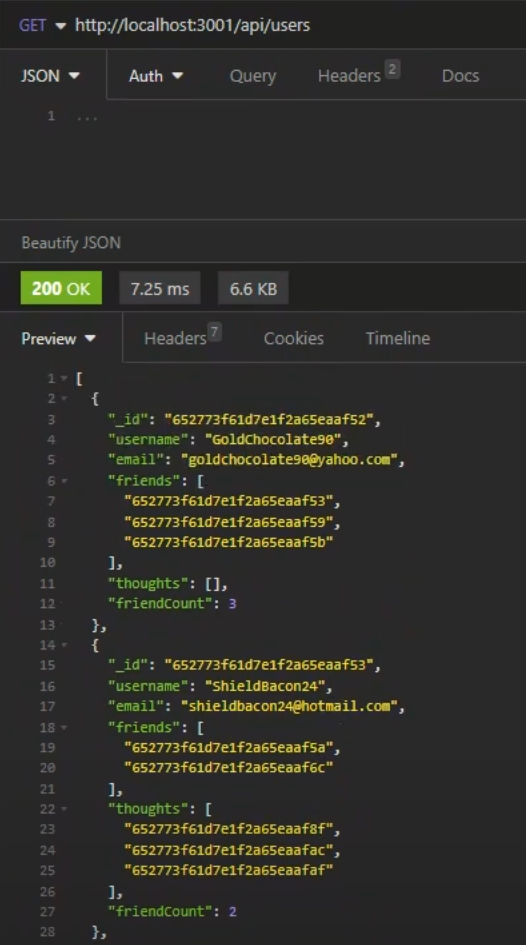 GET http://localhost:3001/api/users
JSON Auth Query Headers 2 Docs
1 ...
Beautify JSON
200 OK 7.25 ms 6.6 KB
Preview Headers 7 Cookies Timeline
1 [
2 {
3 "_id": "652773f61d7e1f2a65eaaf52",
4 "username": "GoldChocolate90",
5 "email": "goldchocolate90@yahoo.com",
6 "friends": [
7 "652773f61d7e1f2a65eaaf53",
8 "652773f61d7e1f2a65eaaf59",
9 "652773f61d7e1f2a65eaaf5b"
10 ],
11 "thoughts": [],
12 "friendCount": 3
13 },
14 {
15 "_id": "652773f61d7e1f2a65eaaf53",
16 "username": "ShieldBacon24",
17 "email": "shieldbacon24@hotmail.com",
18 "friends": [
19 "652773f61d7e1f2a65eaaf5a",
20 "652773f61d7e1f2a65eaaf6c"
21 ],
22 "thoughts": [
23 "652773f61d7e1f2a65eaaf8f",
24 "652773f61d7e1f2a65eaafac",
25 "652773f61d7e1f2a65eaafaf"
26 ],
27 "friendCount": 2
28 },